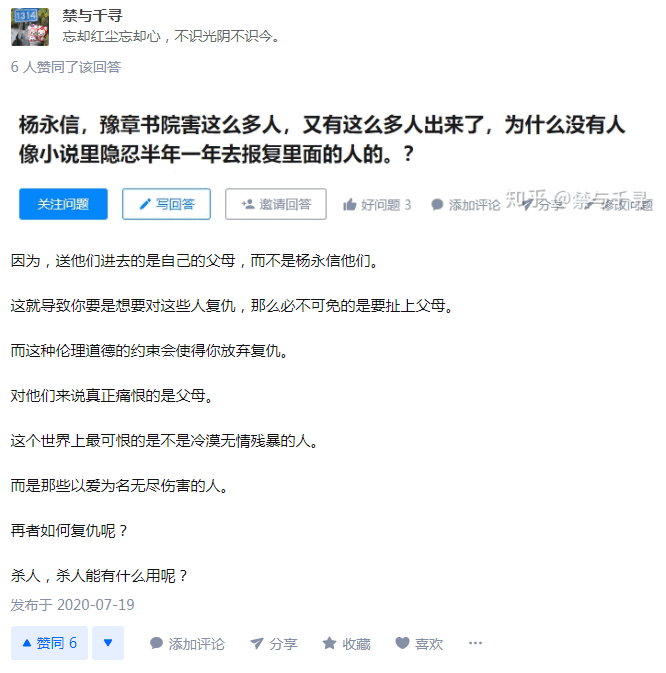 1314
禁与千寻
忘却红尘忘却心，不识光阴不识今。
6 人赞同了该回答
杨永信，豫章书院害这么多人，又有这么多人出来了，为什么没有人
像小说里隐忍半年一年去报复里面的人的。？
关注问题 写回答 邀请回答 好问题 3 添加评论 分享 修改问题
知乎 @禁与千寻
因为，送他们进去的是自己的父母，而不是杨永信他们。
这就导致你要是想要对这些人复仇，那么必不可免的是要扯上父母。
而这种伦理道德的约束会使得你放弃复仇。
对他们来说真正痛恨的是父母。
这个世界上最可恨的是不是冷漠无情残暴的人。
而是那些以爱为名无尽伤害的人。
再者如何复仇呢？
杀人，杀人能有什么用呢？
发布于 2020-07-19
赞同 6 添加评论 分享 收藏 喜欢 ···